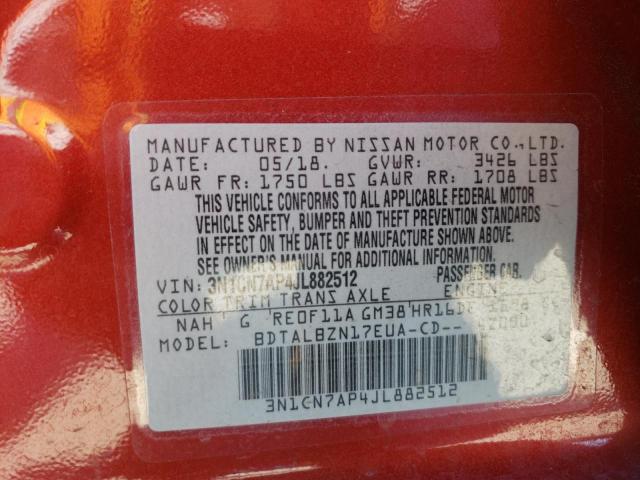 MANUFACTURED BY NISSAN MOTOR CO., LTD.
DATE: 05/18. GVWR: 3426 LBS
GAWR FR: 1750 LBS GAWR RR: 1708 LBS
THIS VEHICLE CONFORMS TO ALL APPLICABLE FEDERAL MOTOR
VEHICLE SAFETY, BUMPER AND THEFT PREVENTION STANDARDS
IN EFFECT ON THE DATE OF MANUFACTURE SHOWN ABOVE.
SEE OWNER'S MANUAL FOR ADDITIONAL INFORMATION.
VIN: 3N1CN7AP4JL882512 PASSENGER CAR.
COLOR TRIM TRANS AXLE ENGINE
NAH G RE0F11A GM38 HR16DE
MODEL: BDTALBZN17EUA-CD--
3N1CN7AP4JL882512